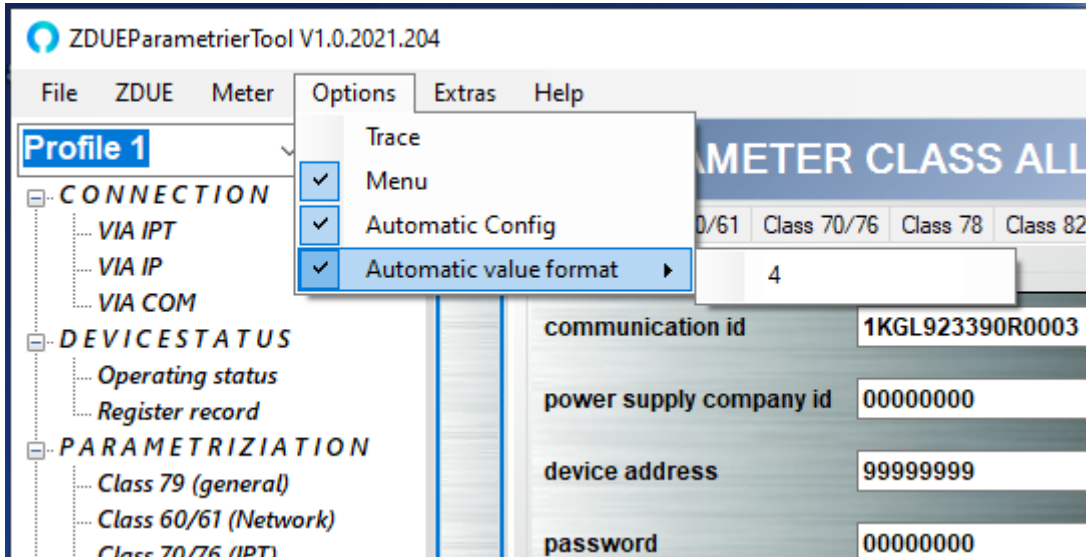 ZDUEParametrierTool V1.0.2021.204
File ZDUE Meter Options Extras Help
Profile 1
Trace
Menu
Automatic Config
Automatic value format
4
AMETER CLASS ALL
0/61 Class 70/76 Class 78 Class 82
CONNECTION
VIA IPT
VIA IP
VIA COM
DEVICESTATUS
Operating status
Register record
PARAMETRIZIATION
Class 79 (general)
Class 60/61 (Network)
Class 70/76 (IPT)
communication id 1KGL923390R0003
power supply company id 00000000
device address 99999999
password 00000000